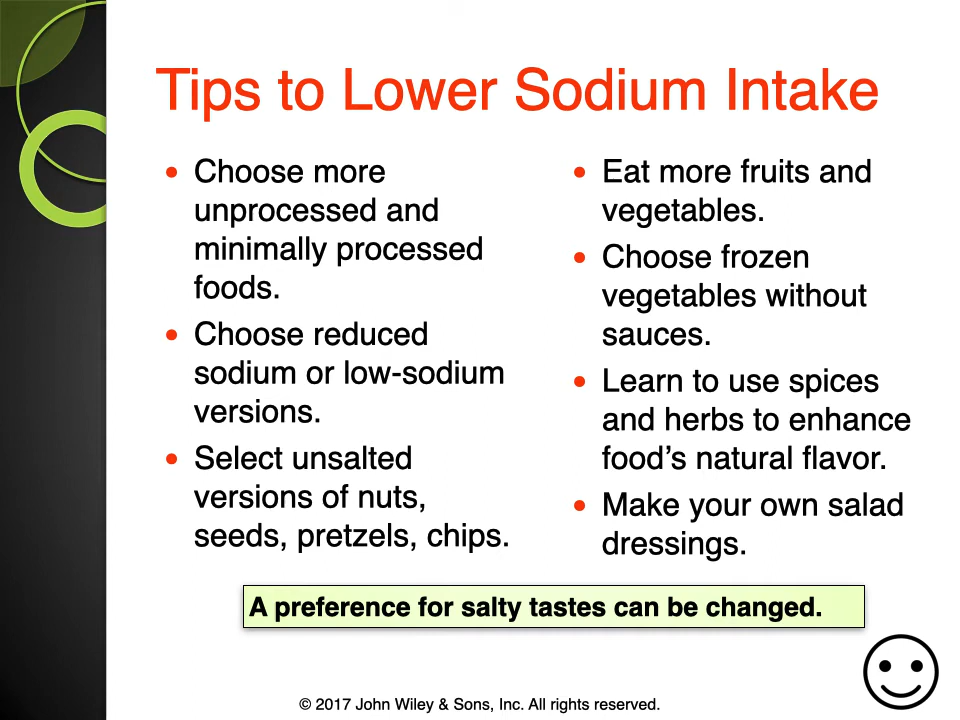 Tips to Lower Sodium Intake
• Choose more
unprocessed and
minimally processed
foods.
• Choose reduced
sodium or low-sodium
versions.
• Select unsalted
versions of nuts,
seeds, pretzels, chips.
• Eat more fruits and
vegetables.
• Choose frozen
vegetables without
sauces.
• Learn to use spices
and herbs to enhance
food’s natural flavor.
• Make your own salad
dressings.
A preference for salty tastes can be changed.
© 2017 John Wiley & Sons, Inc. All rights reserved.